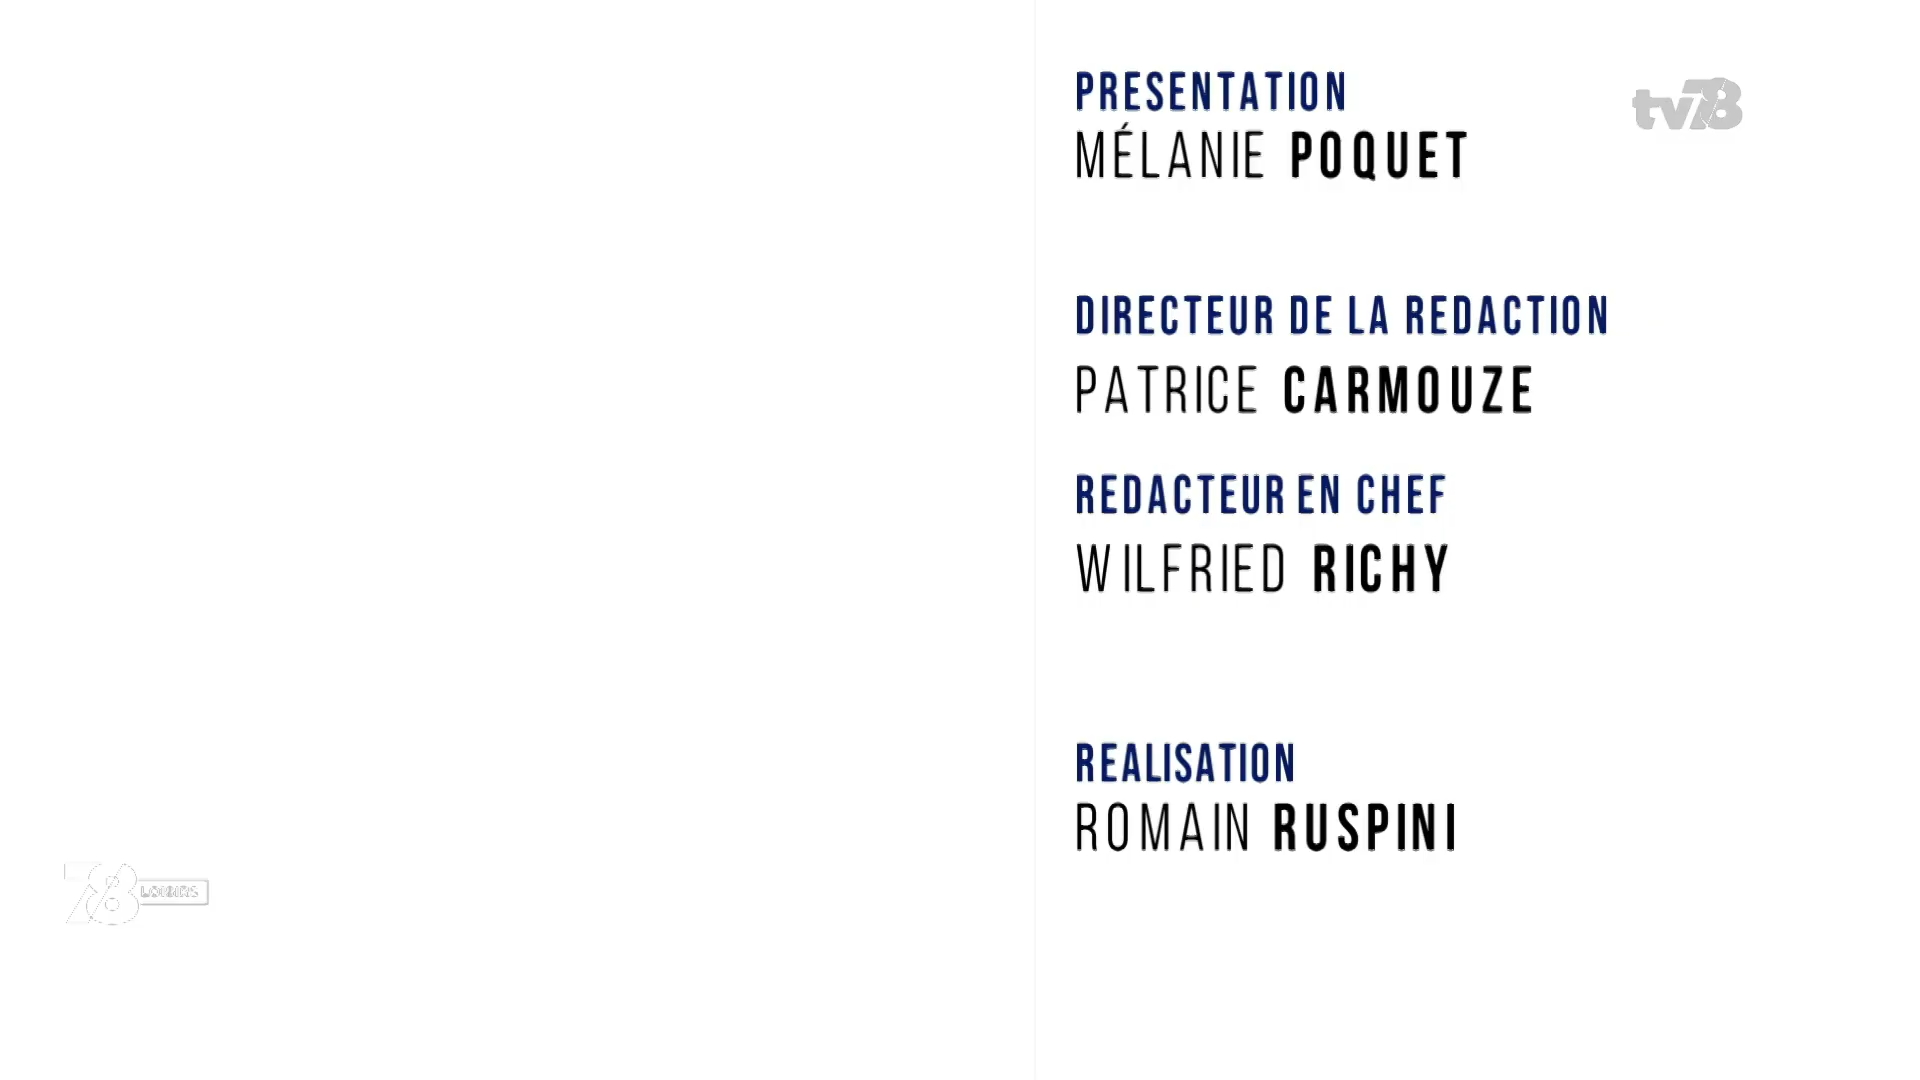 PRESENTATION
tv78
MÉLANIE POQUET
DIRECTEUR DE LA REDACTION
PATRICE CARMOUZE
REDACTEUR EN CHEF
WILFRIED RICHY
REALISATION
ROMAIN RUSPINI
78 LOISIRS